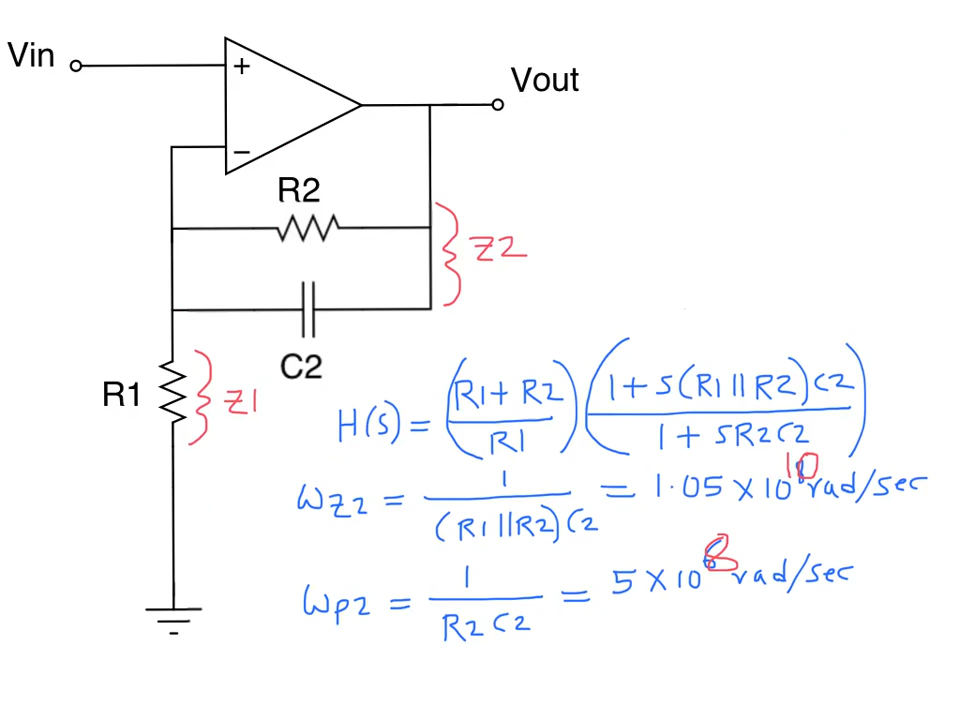 Vin
+
Vout
−
R2
Z2
C2
R1
Z1
H(s) = (R1 + R2 / R1) (1 + s(R1 || R2)C2 / 1 + sR2C2)
ωz2 = 1 / (R1 || R2)C2 = 1.05 × 10^10 rad/sec
ωp2 = 1 / R2C2 = 5 × 10^8 rad/sec